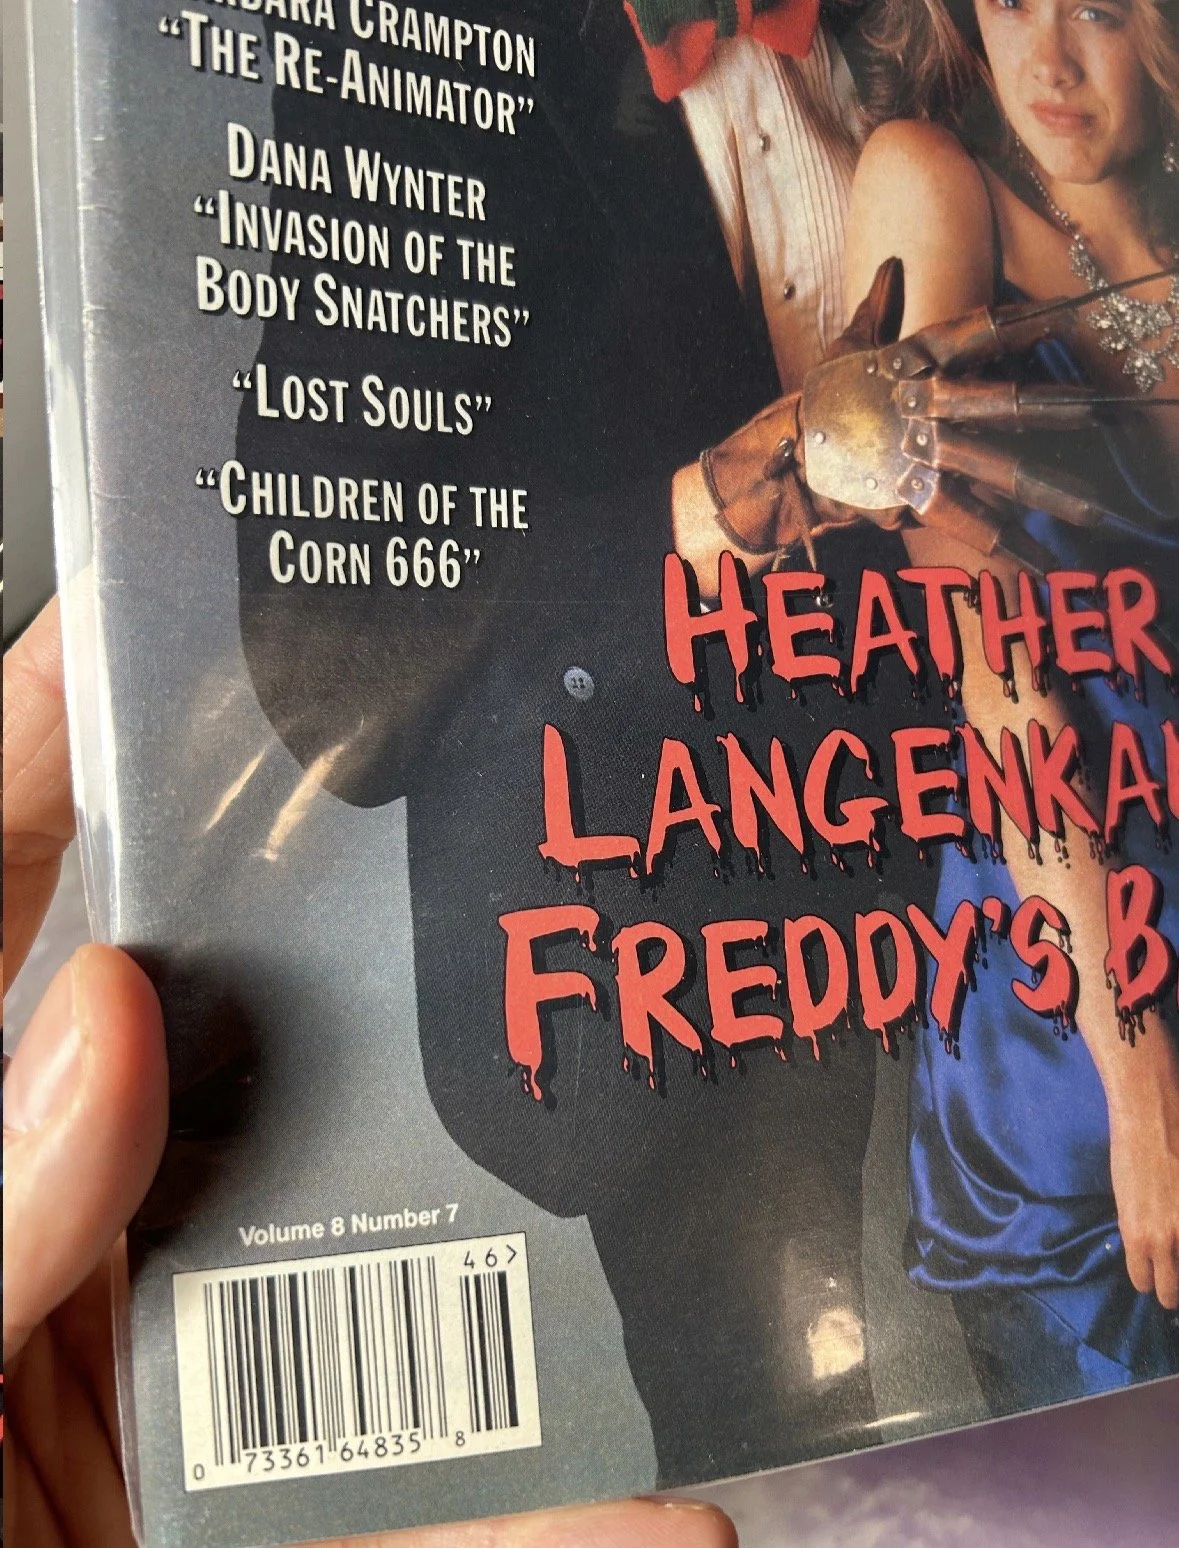 CRAMPTON
“THE RE-ANIMATOR”
DANA WYNTER
“INVASION OF THE
BODY SNATCHERS”
“LOST SOULS”
“CHILDREN OF THE
CORN 666”
HEATHER
LANGENKA
FREDDY’S B
Volume 8 Number 7
46>
0 73361 64835 8